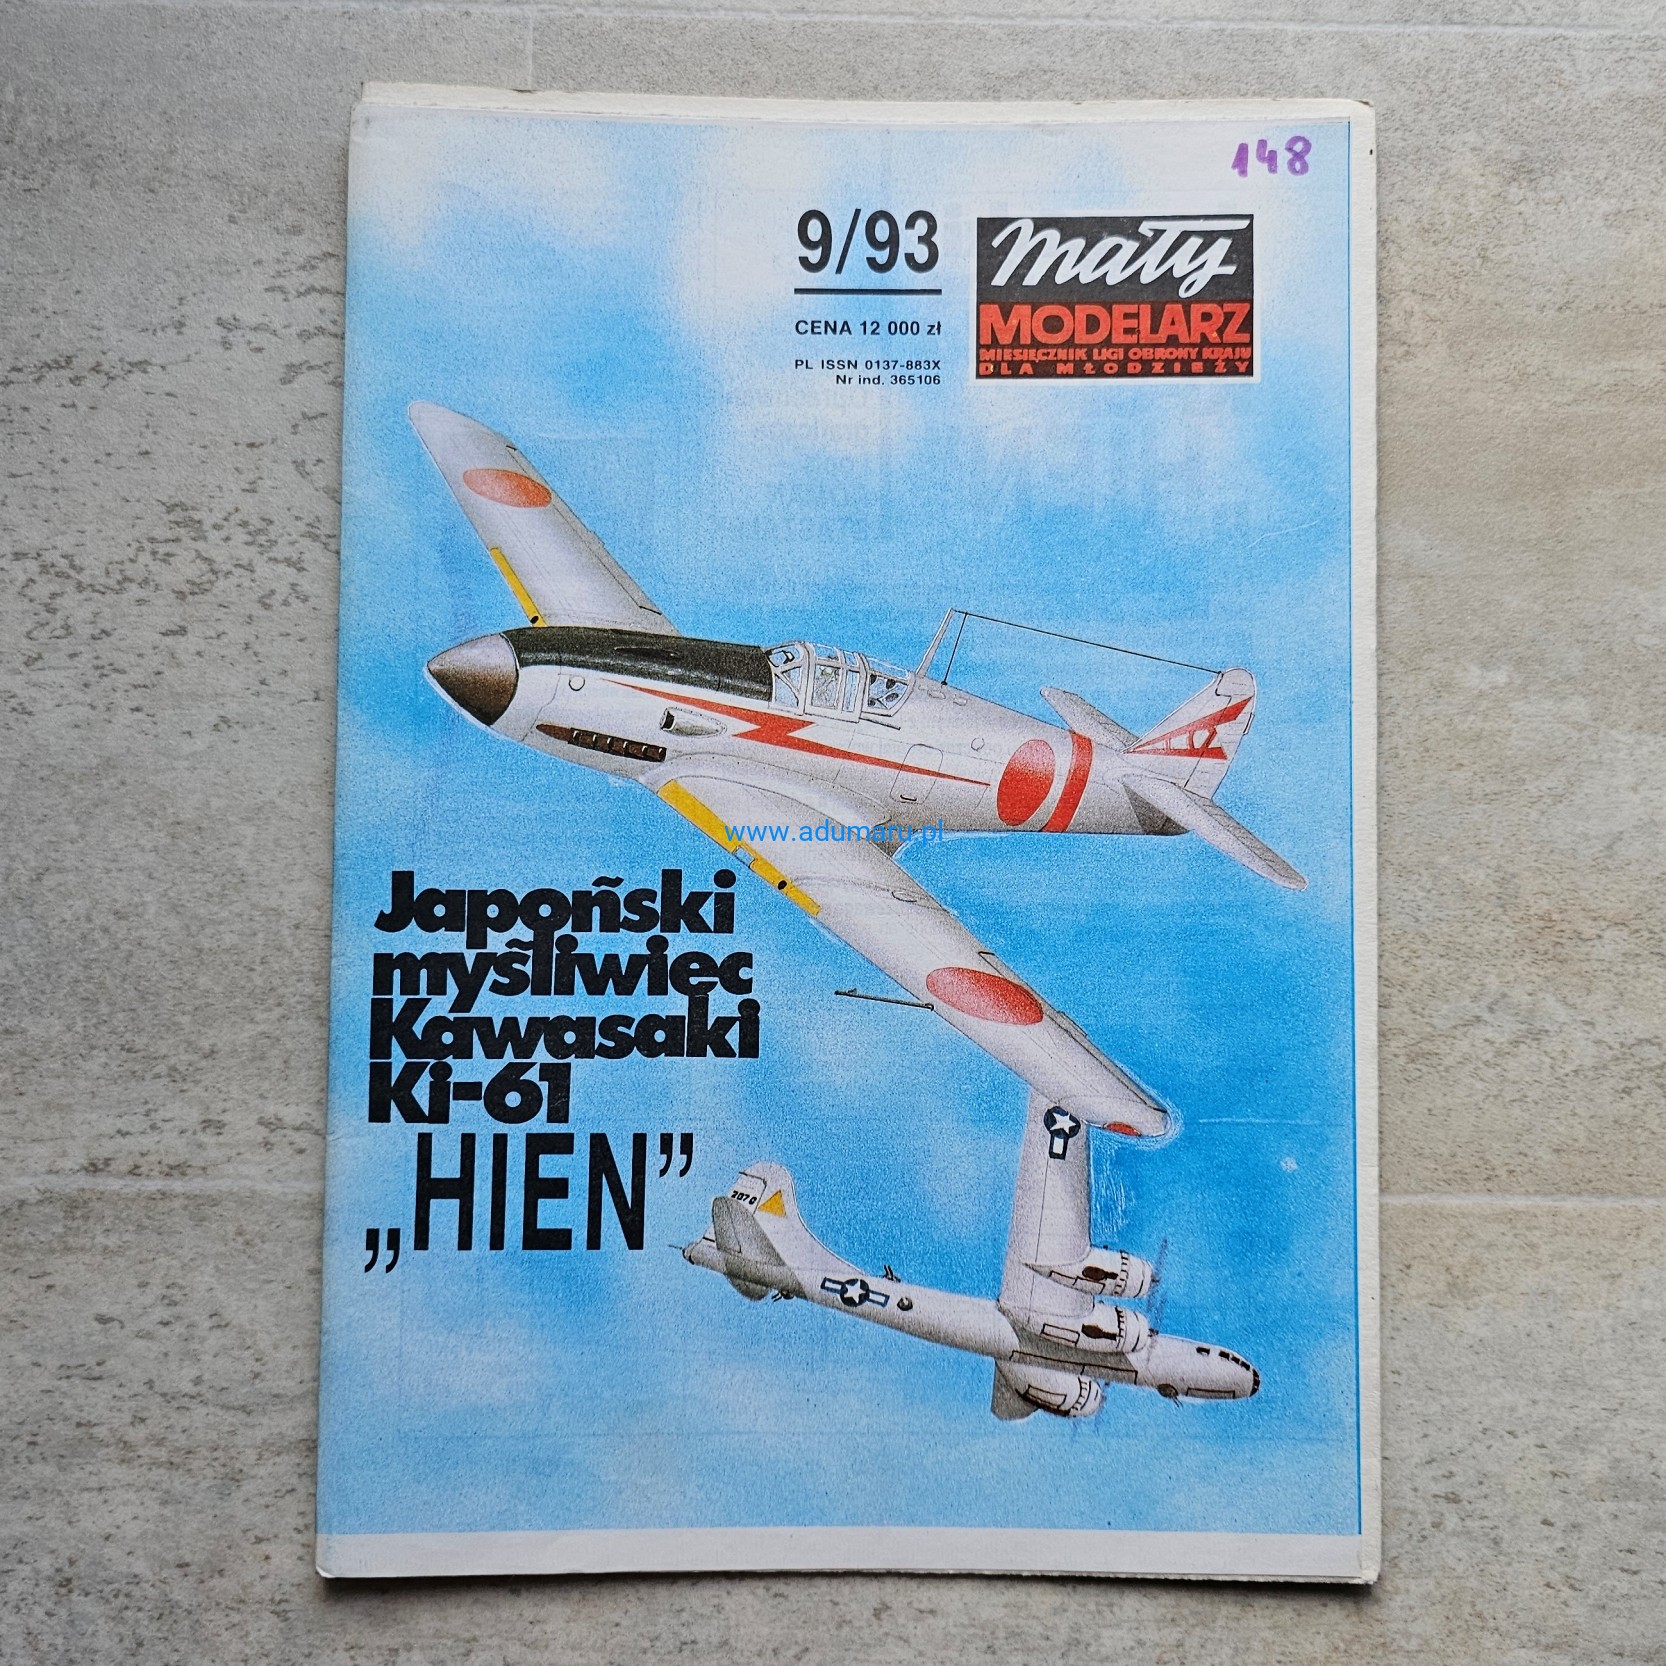 148
9/93
CENA 12 000 zł
PL ISSN 0137-883X
Nr ind. 365106
mały
MODELARZ
MIESIĘCZNIK LIGI OBRONY KRAJU
DLA MŁODZIEŻY
www.adumaru.pl
Japoński
myśliwiec
Kawasaki
Ki-61
„HIEN”